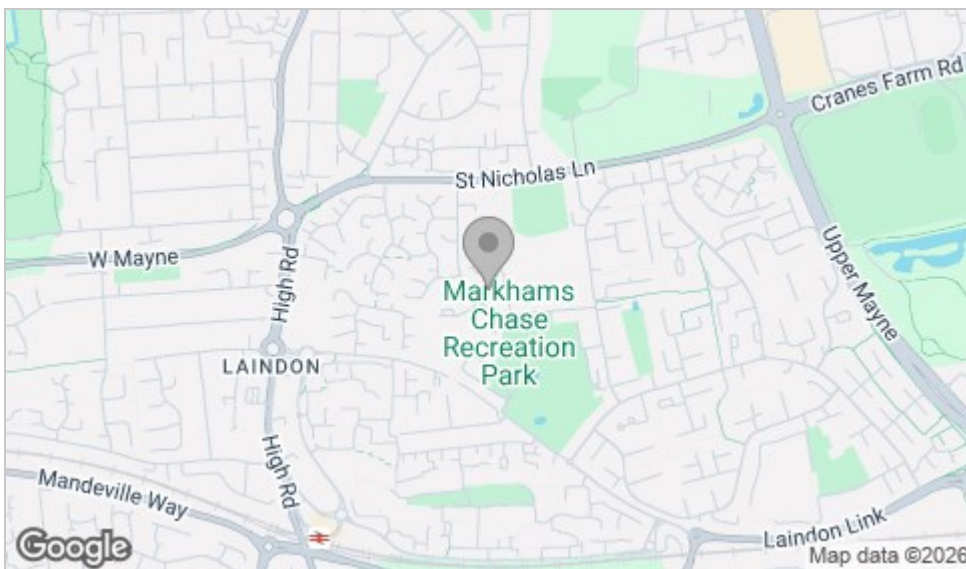 Cranes Farm Rd
St Nicholas Ln
W Mayne
High Rd
Upper Mayne
Markhams
Chase
Recreation
Park
LAINDON
High Rd
Mandeville Way
Laindon Link
Google
Map data ©2026